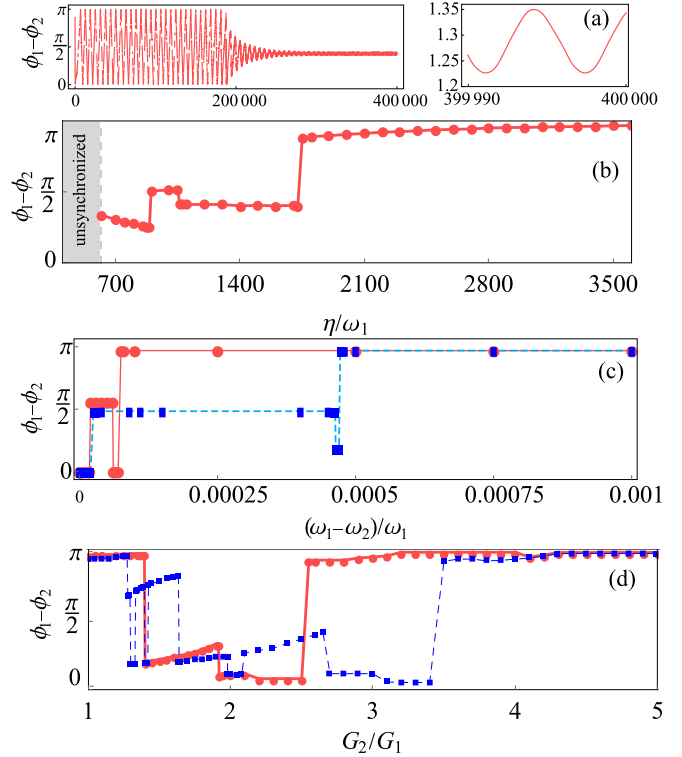 π
π/2
0
ϕ₁−ϕ₂
0
200 000
400 000
1.35
1.3
1.25
1.2
(a)
399 990
400 000
π
π/2
0
ϕ₁−ϕ₂
unsynchronized
(b)
700
1400
2100
2800
3500
η/ω₁
π
π/2
0
ϕ₁−ϕ₂
(c)
0
0.00025
0.0005
0.00075
0.001
(ω₁−ω₂)/ω₁
π
π/2
0
ϕ₁−ϕ₂
(d)
1
2
3
4
5
G₂/G₁